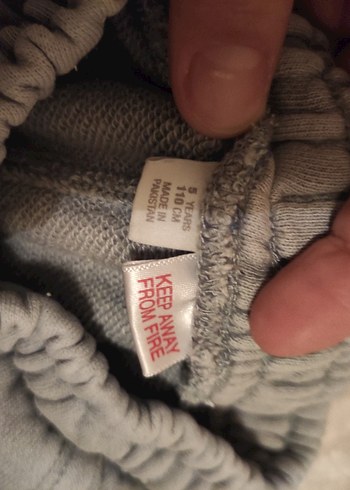 5 YEARS
110 CM
MADE IN
PAKISTAN
KEEP AWAY
FROM FIRE